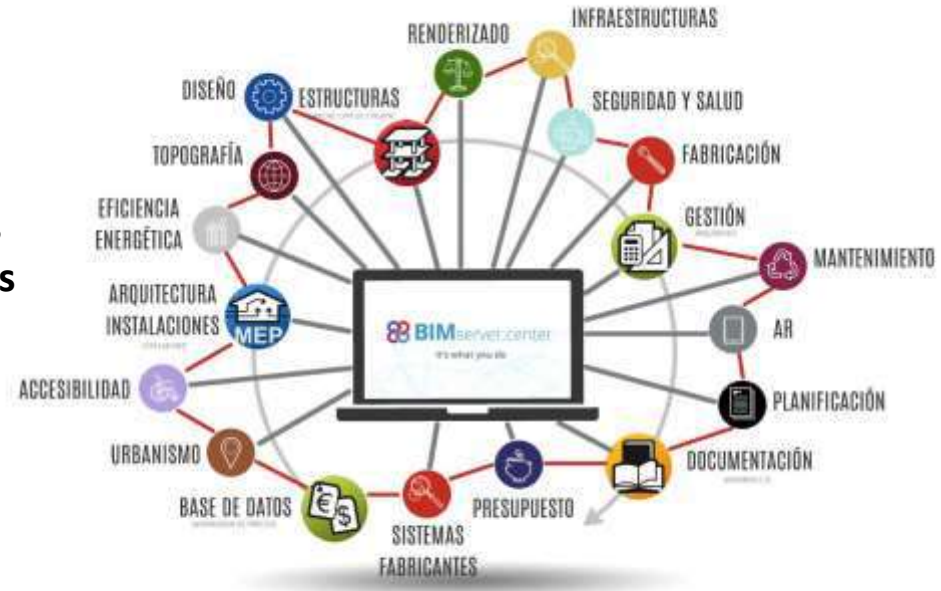 INFRAESTRUCTURAS
RENDERIZADO
DISEÑO
ESTRUCTURAS
SEGURIDAD Y SALUD
TOPOGRAFÍA
FABRICACIÓN
EFICIENCIA
ENERGÉTICA
GESTIÓN
S
MANTENIMIENTO
ARQUITECTURA
INSTALACIONES
MEP
BIMserver.center
It's what you do
AR
ACCESIBILIDAD
PLANIFICACIÓN
URBANISMO
DOCUMENTACIÓN
BASE DE DATOS
€
$
PRESUPUESTO
SISTEMAS
FABRICANTES